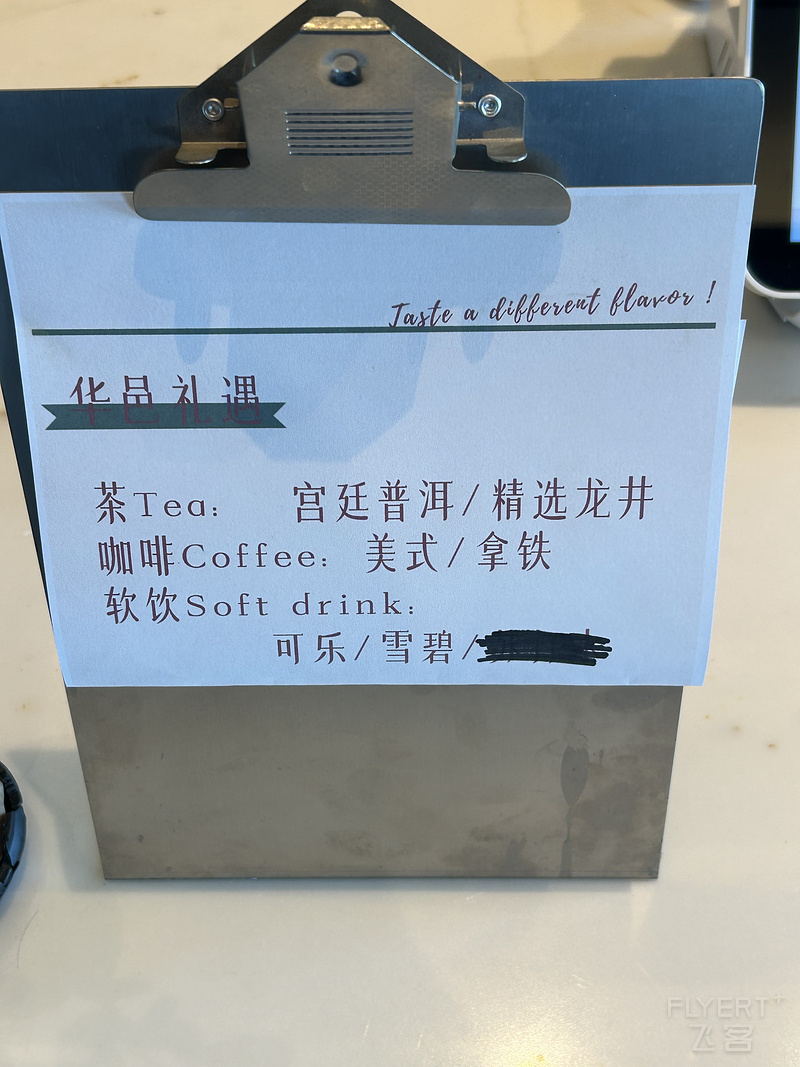 Taste a different flavor !
华邑礼遇
茶Tea: 宫廷普洱/精选龙井
咖啡Coffee: 美式/拿铁
软饮Soft drink:
可乐/雪碧/
FLYERT+
飞客